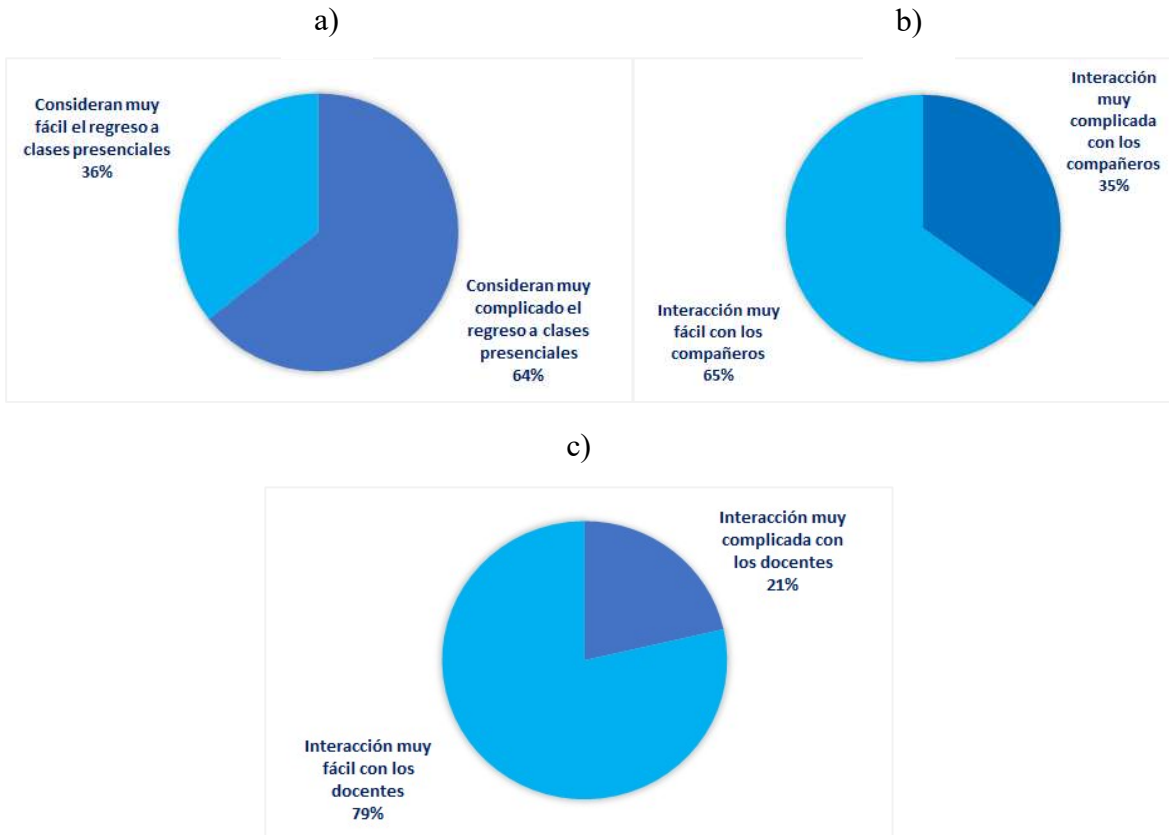 a)
Consideran muy
fácil el regreso a
clases presenciales
36%
Consideran muy
complicado el
regreso a clases
presenciales
64%
b)
Interacción
muy
complicada
con los
compañeros
35%
Interacción muy
fácil con los
compañeros
65%
c)
Interacción muy
complicada con
los docentes
21%
Interacción muy
fácil con los
docentes
79%